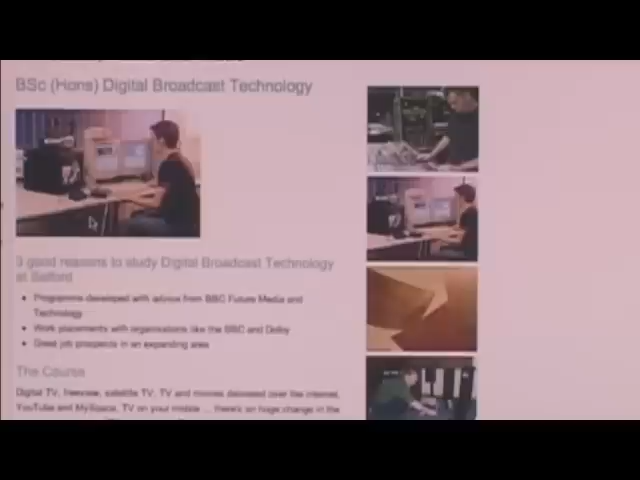 BSc (Hons) Digital Broadcast Technology
3 good reasons to study Digital Broadcast Technology
at Salford
Programme developed with advice from BBC Future Media and
Technology
Work placements with organisations like the BBC and Dolby
Great job prospects in an expanding area
The Course
Digital TV, freeview, satellite TV, TV and movies delivered over the internet,
YouTube and MySpace, TV on your mobile ... there's an huge change in the